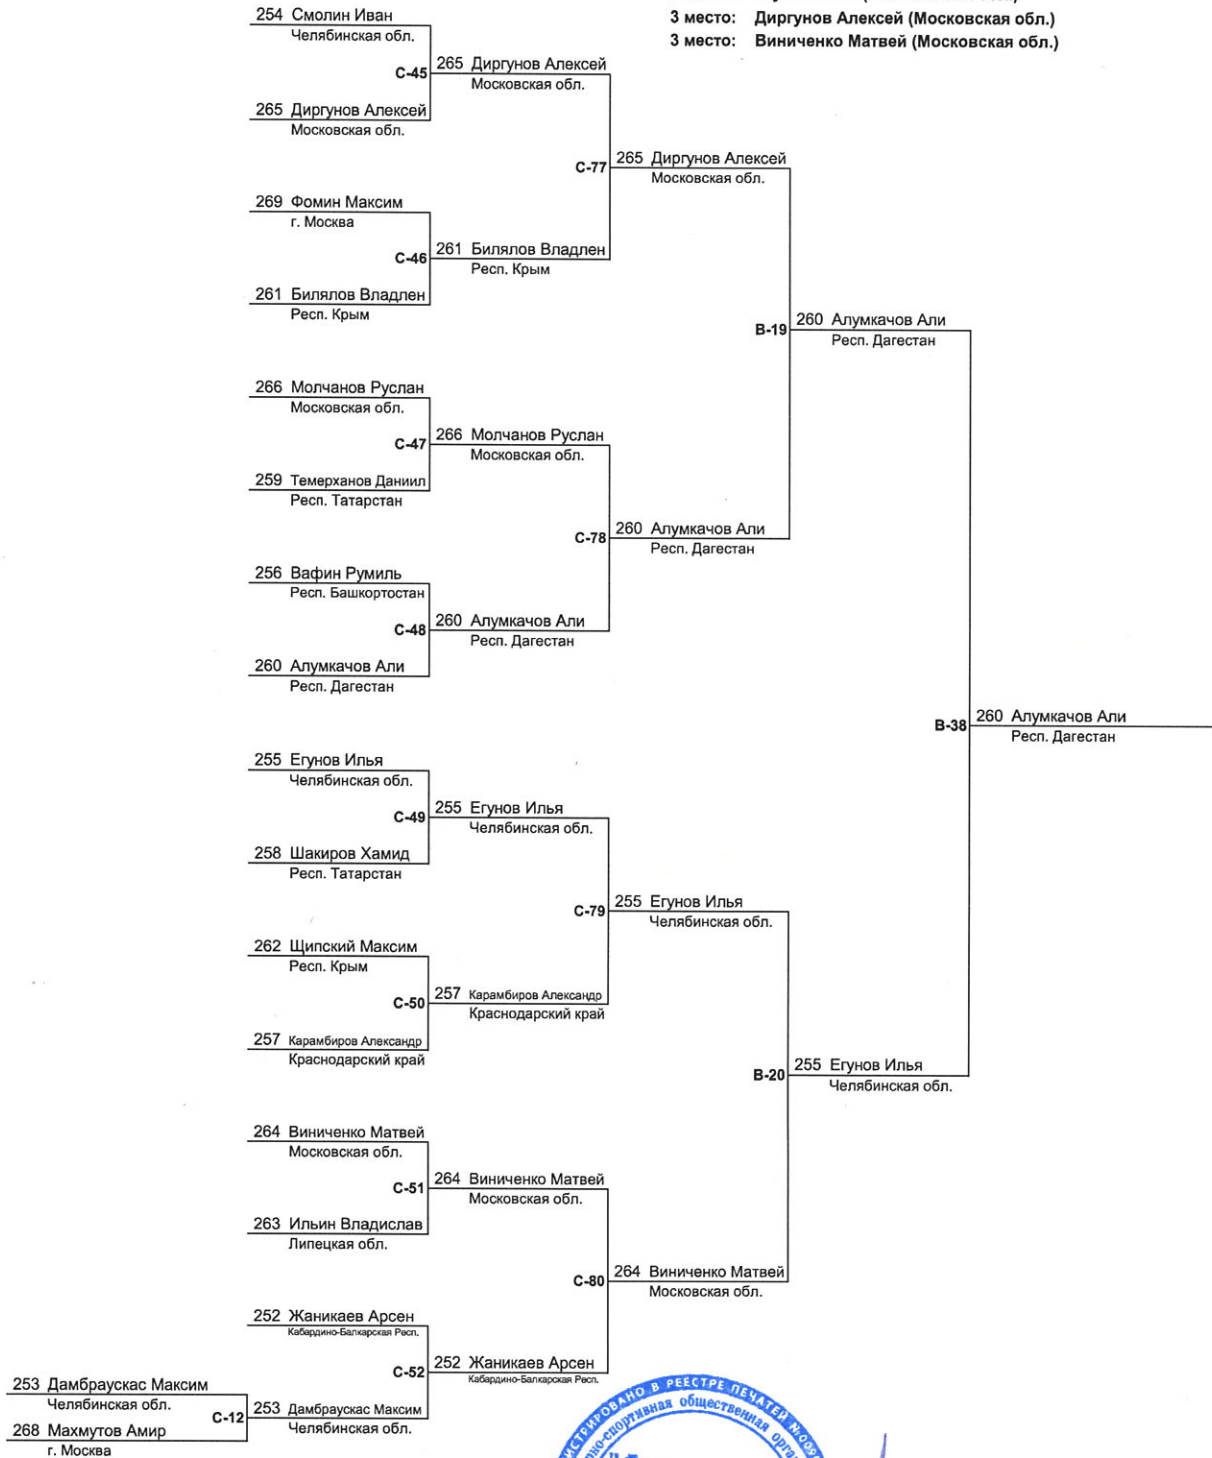 3 место: Диргунов Алексей (Московская обл.)
3 место: Виниченко Матвей (Московская обл.)
254 Смолин Иван
Челябинская обл.
C-45
265 Диргунов Алексей
Московская обл.
265 Диргунов Алексей
Московская обл.
C-77
265 Диргунов Алексей
Московская обл.
269 Фомин Максим
г. Москва
C-46
261 Билялов Владлен
Респ. Крым
261 Билялов Владлен
Респ. Крым
B-19
260 Алумкачов Али
Респ. Дагестан
266 Молчанов Руслан
Московская обл.
C-47
266 Молчанов Руслан
Московская обл.
259 Темерханов Даниил
Респ. Татарстан
C-78
260 Алумкачов Али
Респ. Дагестан
256 Вафин Румиль
Респ. Башкортостан
C-48
260 Алумкачов Али
Респ. Дагестан
260 Алумкачов Али
Респ. Дагестан
B-38
260 Алумкачов Али
Респ. Дагестан
255 Егунов Илья
Челябинская обл.
C-49
255 Егунов Илья
Челябинская обл.
258 Шакиров Хамид
Респ. Татарстан
C-79
255 Егунов Илья
Челябинская обл.
262 Щипский Максим
Респ. Крым
C-50
257 Карамбиров Александр
Краснодарский край
257 Карамбиров Александр
Краснодарский край
B-20
255 Егунов Илья
Челябинская обл.
264 Виниченко Матвей
Московская обл.
C-51
264 Виниченко Матвей
Московская обл.
263 Ильин Владислав
Липецкая обл.
C-80
264 Виниченко Матвей
Московская обл.
252 Жаникаев Арсен
Кабардино-Балкарская Респ.
C-52
252 Жаникаев Арсен
Кабардино-Балкарская Респ.
253 Дамбраускас Максим
Челябинская обл.
C-12
253 Дамбраускас Максим
Челябинская обл.
268 Махмутов Амир
г. Москва
В РЕЕСТРЕ ПЕЧАТЕЙ
общественная